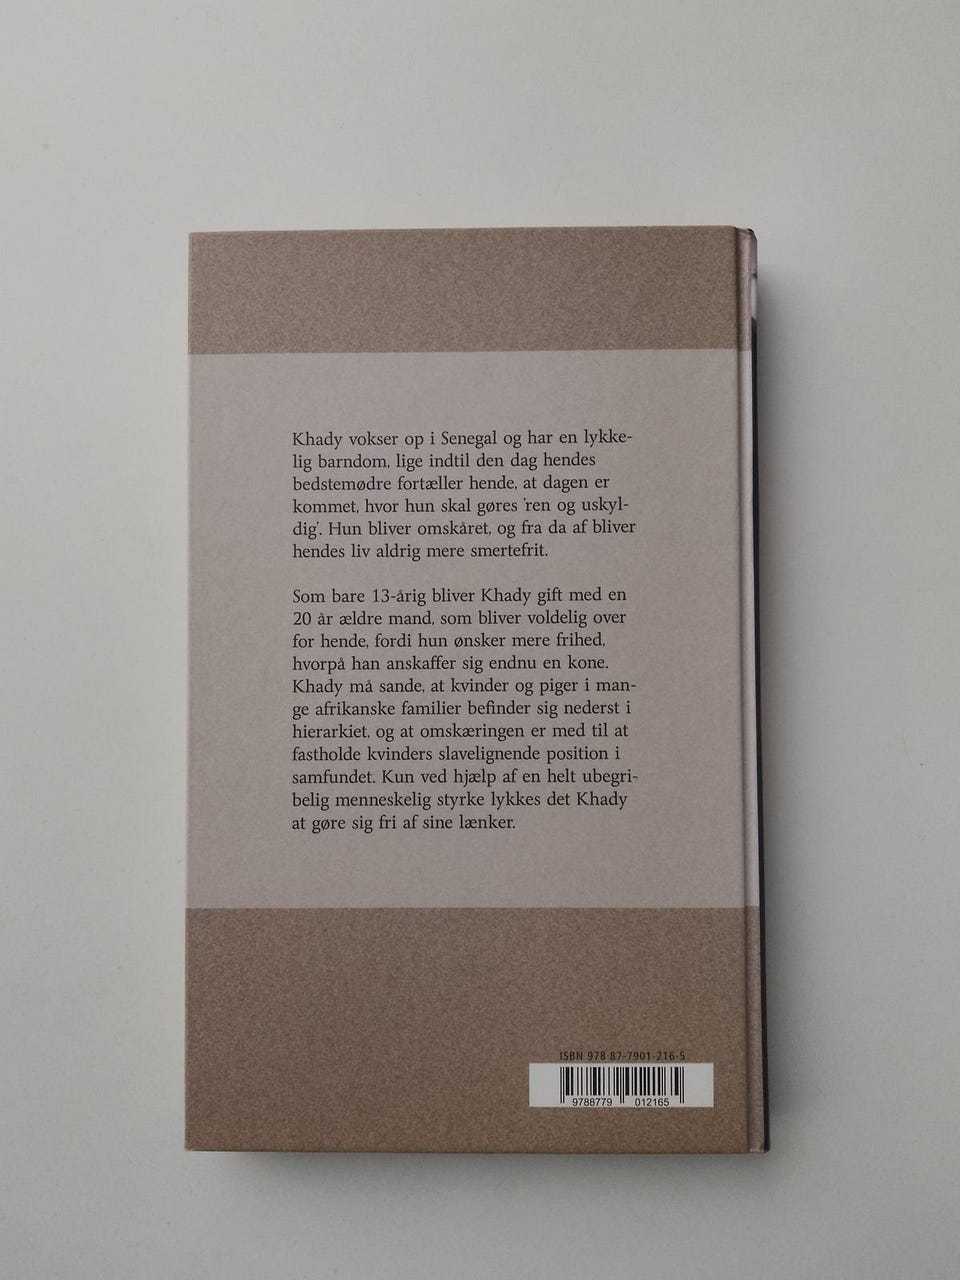 Khady vokser op i Senegal og har en lykke-
lig barndom, lige indtil den dag hendes
bedstemødre fortæller hende, at dagen er
kommet, hvor hun skal gøres 'ren og uskyl-
dig'. Hun bliver omskåret, og fra da af bliver
hendes liv aldrig mere smertefrit.
Som bare 13-årig bliver Khady gift med en
20 år ældre mand, som bliver voldelig over
for hende, fordi hun ønsker mere frihed,
hvorpå han anskaffer sig endnu en kone.
Khady må sande, at kvinder og piger i man-
ge afrikanske familier befinder sig nederst i
hierarkiet, og at omskæringen er med til at
fastholde kvinders slavelignende position i
samfundet. Kun ved hjælp af en helt ubegri-
belig menneskelig styrke lykkes det Khady
at gøre sig fri af sine lænker.
ISBN 978 87-7901-216-5
9788779 012165